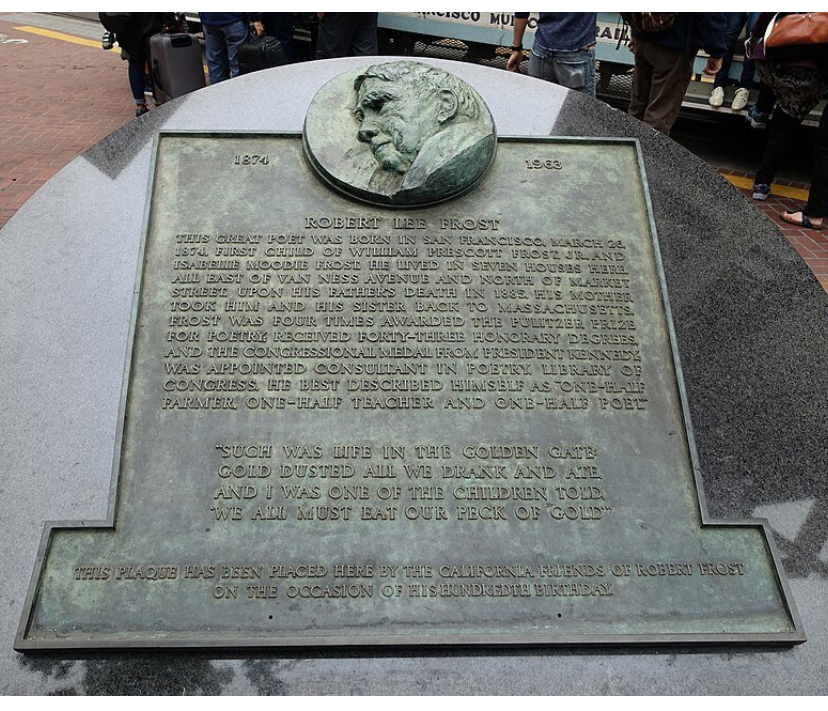 CISCO MU
RAIL
1874
1963
ROBERT LEE FROST
THIS GREAT POET WAS BORN IN SAN FRANCISCO, MARCH 26,
1874, FIRST CHILD OF WILLIAM PRESCOTT FROST, JR. AND
ISABELLE MOODIE FROST. HE LIVED IN SEVEN HOUSES HERE,
ALL EAST OF VAN NESS AVENUE AND NORTH OF MARKET
STREET UPON HIS FATHERS DEATH IN 1885, HIS MOTHER
TOOK HIM AND HIS SISTER BACK TO MASSACHUSETTS.
FROST WAS FOUR TIMES AWARDED THE PULITZER PRIZE
FOR POETRY, RECEIVED FORTY-THREE HONORARY DEGREES,
AND THE CONGRESSIONAL MEDAL FROM PRESIDENT KENNEDY,
WAS APPOINTED CONSULTANT IN POETRY, LIBRARY OF
CONGRESS. HE BEST DESCRIBED HIMSELF AS "ONE-HALF
FARMER, ONE-HALF TEACHER AND ONE-HALF POET"
"SUCH WAS LIFE IN THE GOLDEN GATE:
GOLD DUSTED ALL WE DRANK AND ATE,
AND I WAS ONE OF THE CHILDREN TOLD,
'WE ALL MUST EAT OUR PECK OF GOLD'"
THIS PLAQUE HAS BEEN PLACED HERE BY THE CALIFORNIA FRIENDS OF ROBERT FROST
ON THE OCCASION OF HIS HUNDREDTH BIRTHDAY.